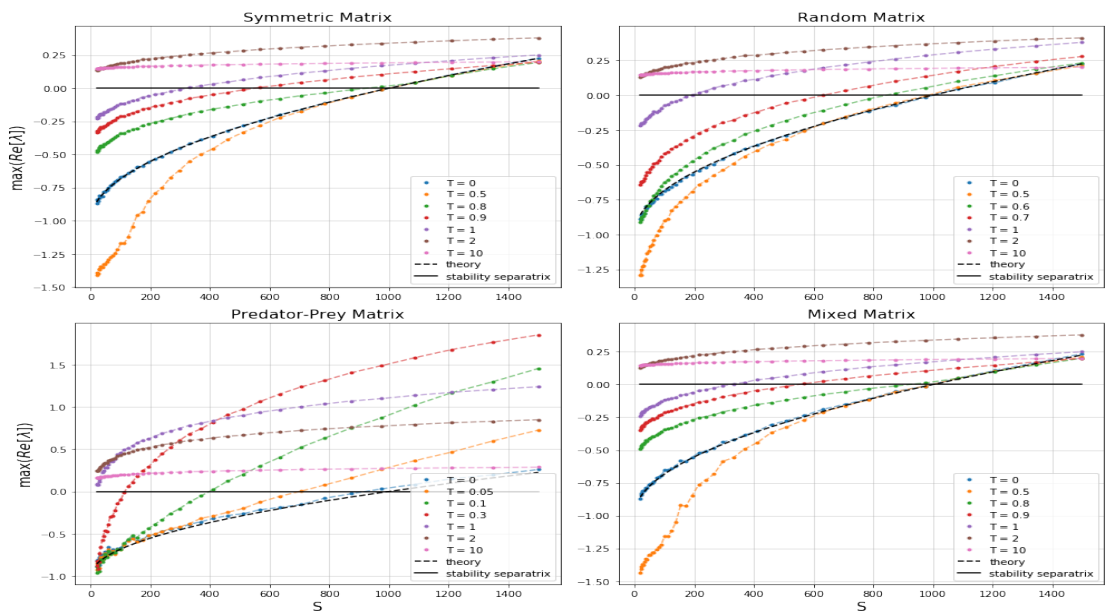 Symmetric Matrix
max(Re[λ])
0.25
0.00
−0.25
−0.50
−0.75
−1.00
−1.25
−1.50
0 200 400 600 800 1000 1200 1400
T = 0
T = 0.5
T = 0.8
T = 0.9
T = 1
T = 2
T = 10
theory
stability separatrix
Random Matrix
0.25
0.00
−0.25
−0.50
−0.75
−1.00
−1.25
0 200 400 600 800 1000 1200 1400
T = 0
T = 0.5
T = 0.6
T = 0.7
T = 1
T = 2
T = 10
theory
stability separatrix
Predator-Prey Matrix
max(Re[λ])
1.5
1.0
0.5
0.0
−0.5
−1.0
0 200 400 600 800 1000 1200 1400
S
T = 0
T = 0.05
T = 0.1
T = 0.3
T = 1
T = 2
T = 10
theory
stability separatrix
Mixed Matrix
0.25
0.00
−0.25
−0.50
−0.75
−1.00
−1.25
−1.50
0 200 400 600 800 1000 1200 1400
S
T = 0
T = 0.5
T = 0.8
T = 0.9
T = 1
T = 2
T = 10
theory
stability separatrix